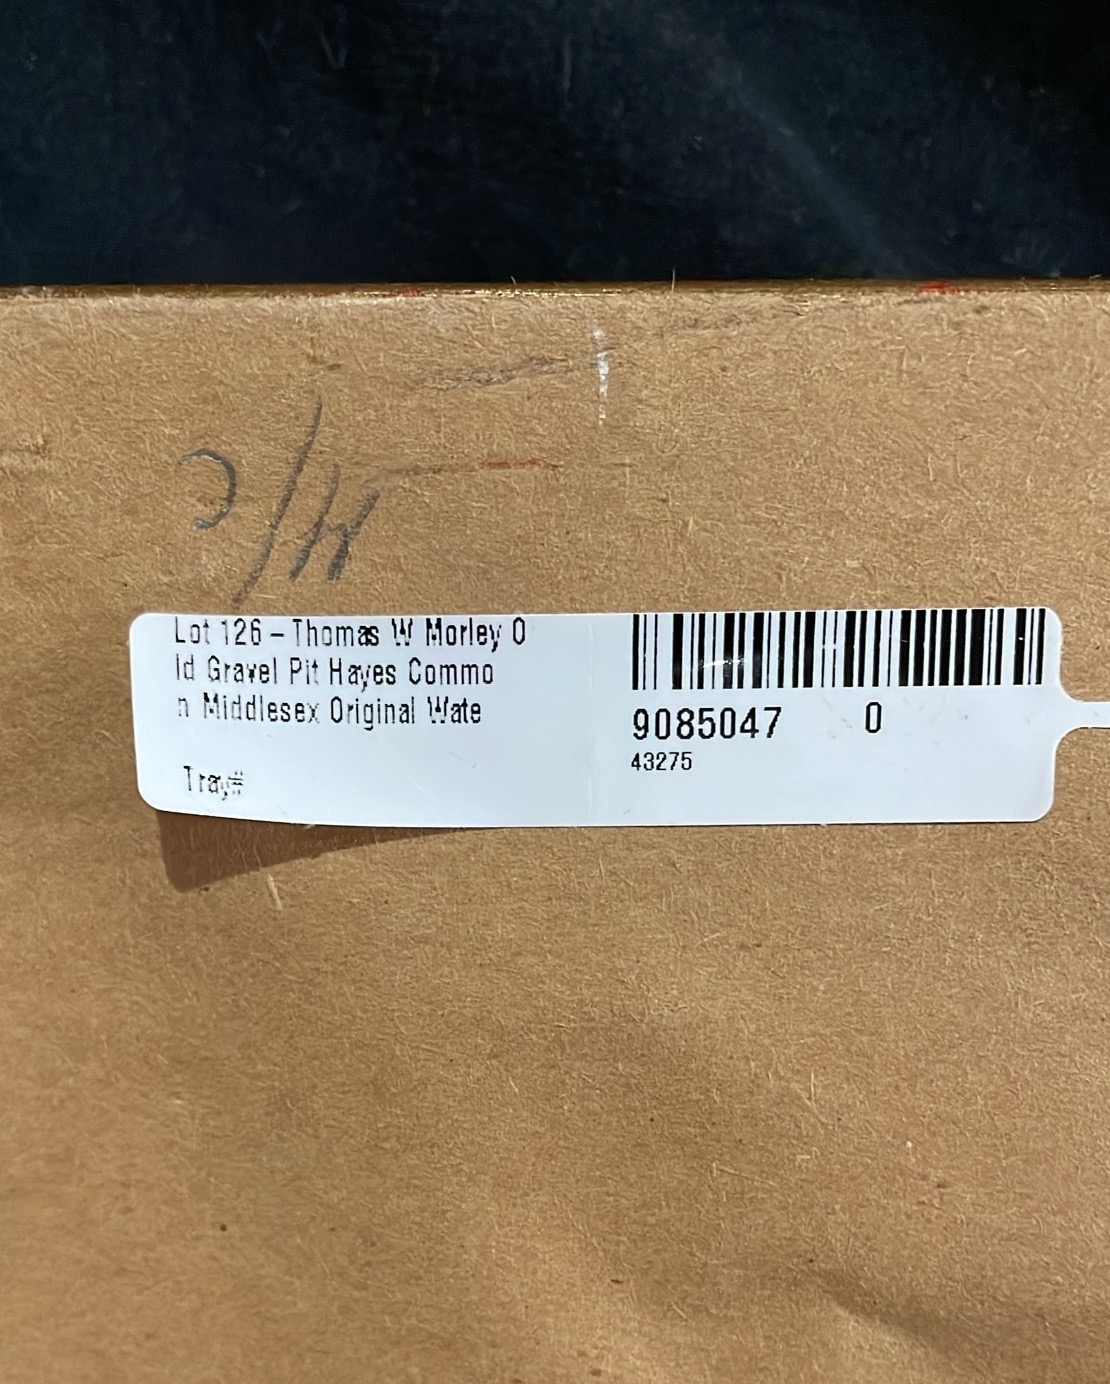 Lot 126 – Thomas W Morley O
ld Gravel Pit Hayes Commo
n Middlesex Original Wate
Tray#
9085047 0
43275